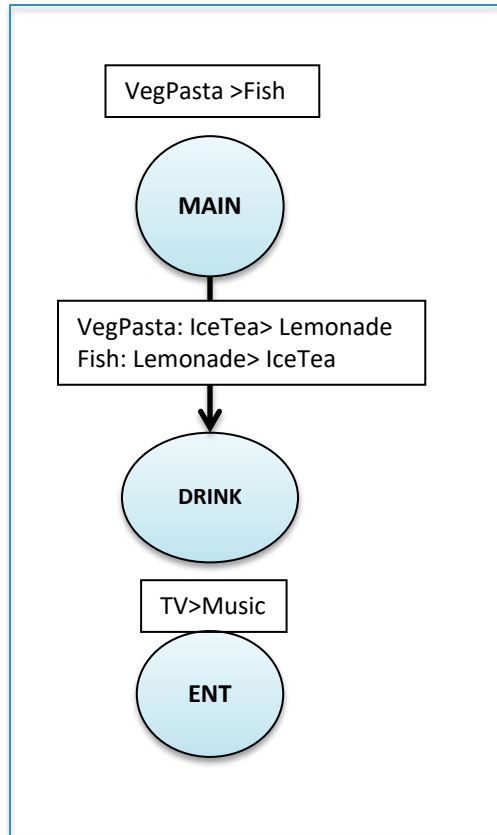 VegPasta >Fish
MAIN
VegPasta: IceTea> Lemonade
Fish: Lemonade> IceTea
DRINK
TV>Music
ENT